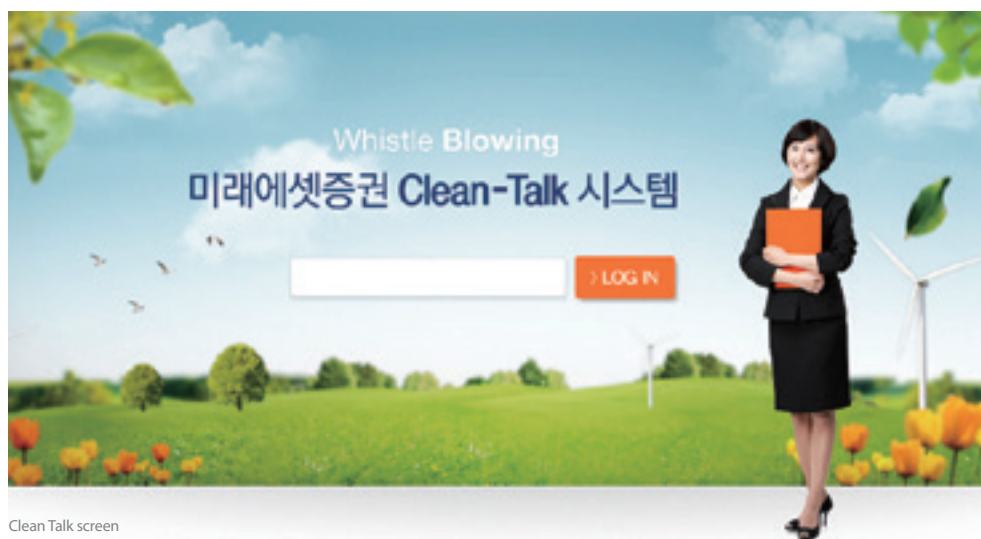 Whistle Blowing
미래에셋증권 Clean-Talk 시스템
> LOG IN
Clean Talk screen